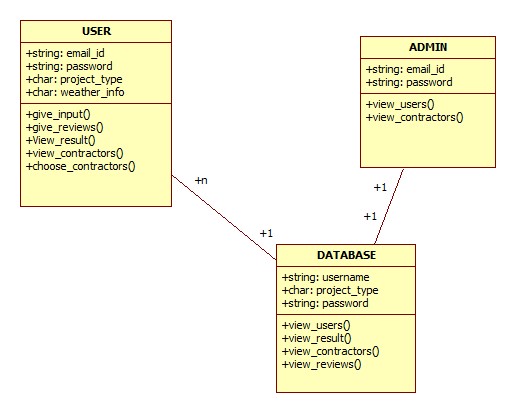 USER
+string: email_id
+string: password
+char: project_type
+char: weather_info
+give_input()
+give_reviews()
+View_result()
+view_contractors()
+choose_contractors()
ADMIN
+string: email_id
+string: password
+view_users()
+view_contractors()
+n
+1
+1
+1
DATABASE
+string: username
+char: project_type
+string: password
+view_users()
+view_result()
+view_contractors()
+view_reviews()